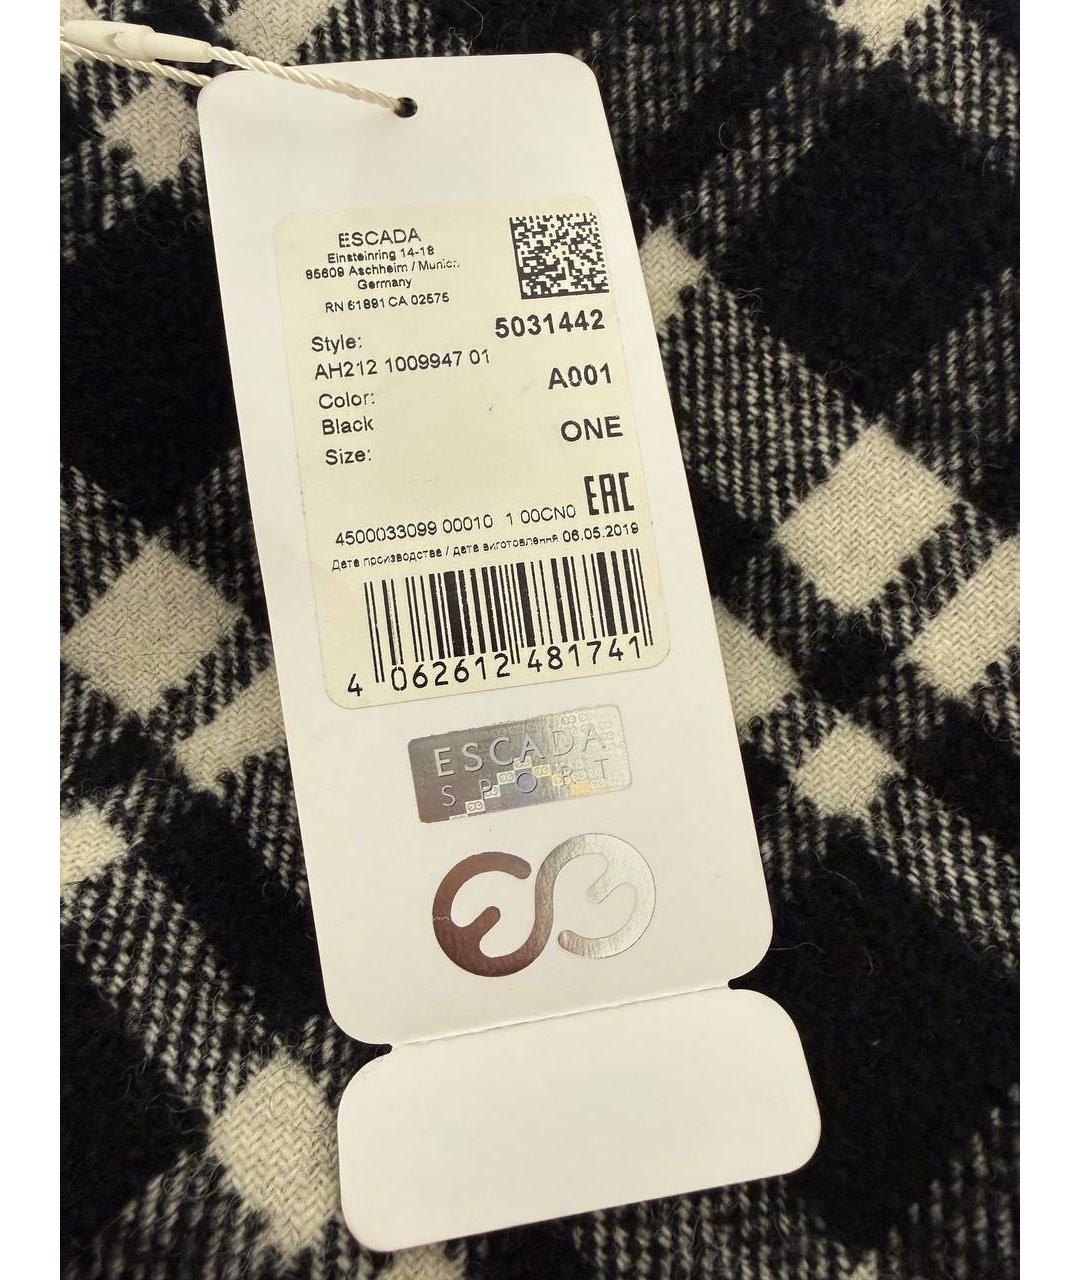 ESCADA
Einsteinring 14-18
85609 Aschheim / Munich
Germany
RN 61891 CA 02575
Style:
5031442
AH212 1009947 01
Color:
A001
Black
ONE
Size:
EAC
4500033099 00010 1 00CN0
Дата производства / дата виготовлення 06.05.2019
4 062612 481741
ESCADA
SPORT